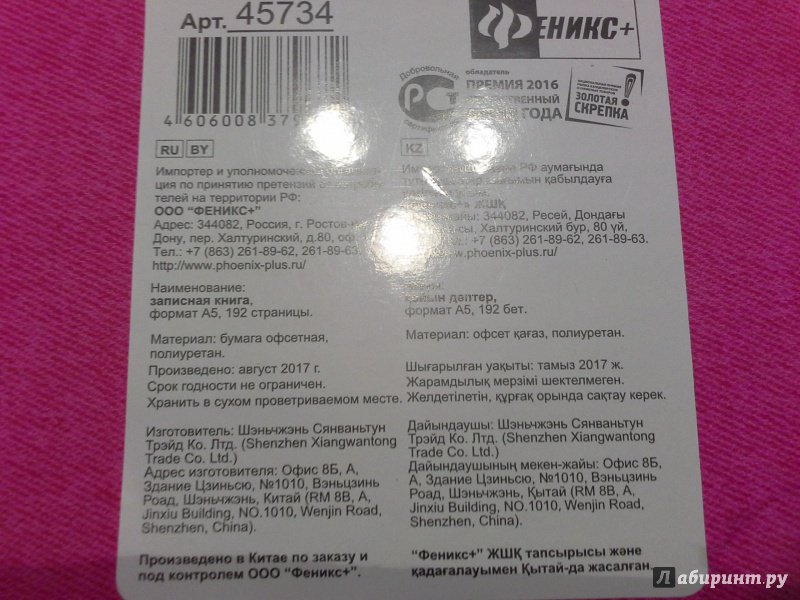 Арт. 45734
ФЕНИКС+
4 606008 37
Добровольная
РСТ
обладатель
ПРЕМИЯ 2016
ГОДА
ЗОЛОТАЯ
СКРЕПКА
RU BY
Импортер и
ция по принятию претензий от
телей на территории РФ:
ООО “ФЕНИКС+”
Адрес: 344082, Россия, г. Ростов-
Дону, пер. Халтуринский, д.80,
Тел.: +7 (863) 261-89-62, 261-89-
http://www.phoenix-plus.ru/
Наименование:
записная книга,
формат А5, 192 страницы.
Материал: бумага офсетная,
полиуретан.
Произведено: август 2017 г.
Срок годности не ограничен.
Хранить в сухом проветриваемом месте.
Изготовитель: Шэньчжэнь Сянваньтун
Трэйд Ко. Лтд. (Shenzhen Xiangwantong
Trade Co. Ltd.)
Адрес изготовителя: Офис 8Б, А,
Здание Цзиньсю, №1010, Вэньцзинь
Роад, Шэньчжэнь, Китай (RM 8B, A,
Jinxiu Building, NO.1010, Wenjin Road,
Shenzhen, China).
Произведено в Китае по заказу и
под контролем ООО “Феникс+”.
KZ
РФ аумағында
қабылдауға
ЖШҚ
344082, Ресей, Дондағы
Халтуринский бур, 80 үй,
+7 (863) 261-89-62, 261-89-63.
www.phoenix-plus.ru/
дәптер,
формат А5, 192 бет.
Материал: офсет қағаз, полиуретан.
Шығарылған уақыты: тамыз 2017 ж.
Жарамдылық мерзімі шектелмеген.
Желдетілетін, құрғақ орында сақтау керек.
Дайындаушы: Шэньчжэнь Сянваньтун
Трэйд Ко. Лтд. (Shenzhen Xiangwantong
Trade Co. Ltd.)
Дайындаушының мекен-жайы: Офис 8Б,
А, Здание Цзиньсю, №1010, Вэньцзинь
Роад, Шэньчжэнь, Қытай (RM 8B, A,
Jinxiu Building, NO.1010, Wenjin Road,
Shenzhen, China).
“Феникс+” ЖШҚ тапсырысы және
қадағалауымен Қытай-да жасалған.
Лабиринт.ру